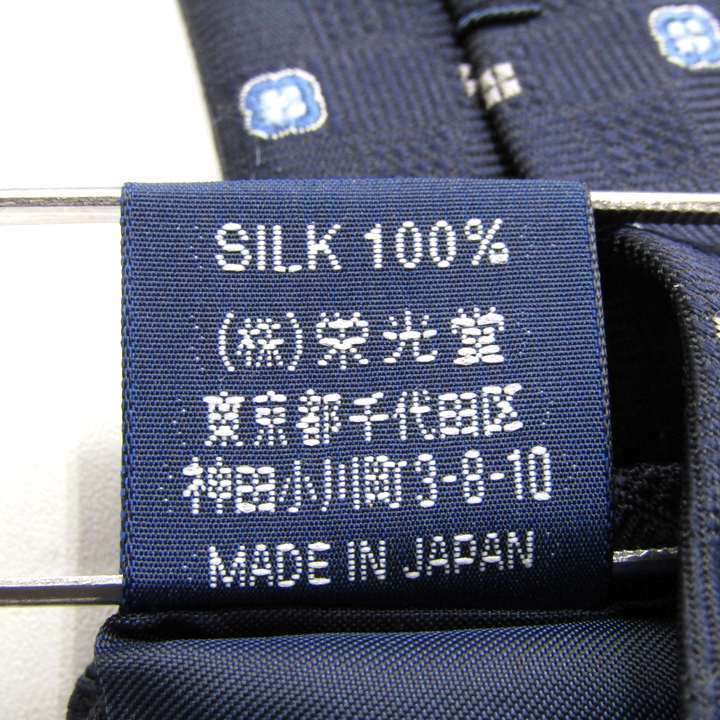 SILK 100%
(株)栄光堂
東京都千代田区
神田小川町3-8-10
MADE IN JAPAN